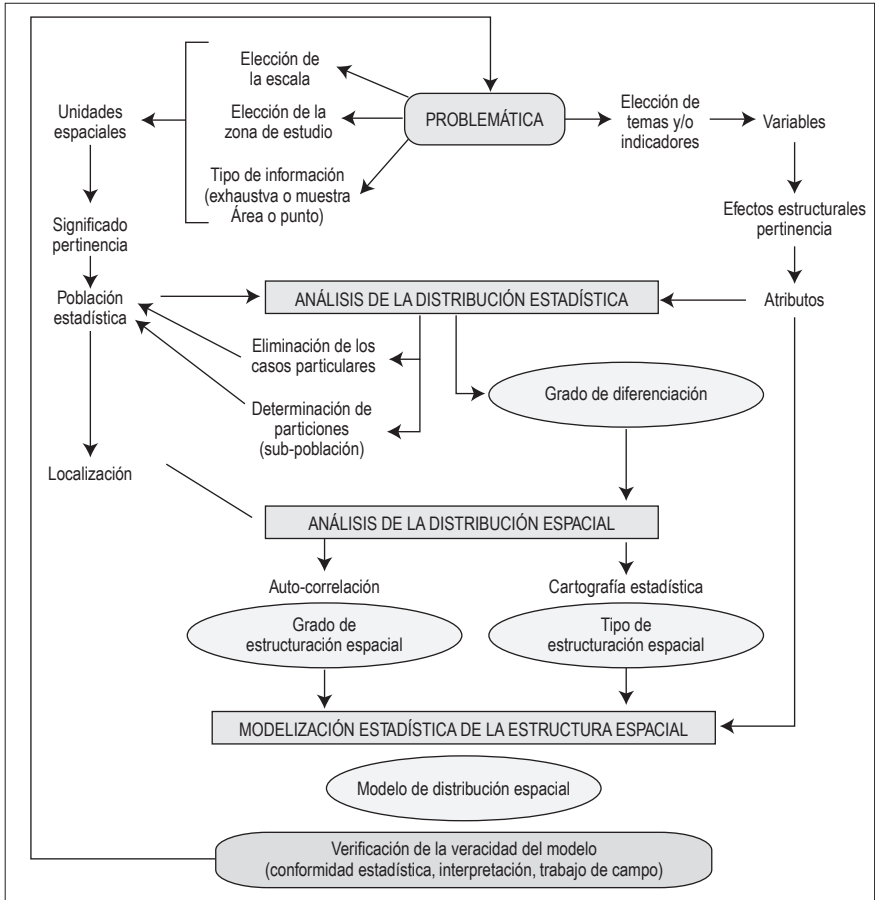 Elección de
la escala
Unidades
espaciales
Elección de la
zona de estudio
PROBLEMÁTICA
Elección de
temas y/o
indicadores
Variables
Tipo de información
(exhaustva o muestra
Área o punto)
Significado
pertinencia
Efectos estructurales
pertinencia
Población
estadística
ANÁLISIS DE LA DISTRIBUCIÓN ESTADÍSTICA
Atributos
Eliminación de los
casos particulares
Grado de diferenciación
Determinación de
particiones
(sub-población)
Localización
ANÁLISIS DE LA DISTRIBUCIÓN ESPACIAL
Auto-correlación
Cartografía estadística
Grado de
estructuración espacial
Tipo de
estructuración espacial
MODELIZACIÓN ESTADÍSTICA DE LA ESTRUCTURA ESPACIAL
Modelo de distribución espacial
Verificación de la veracidad del modelo
(conformidad estadística, interpretación, trabajo de campo)